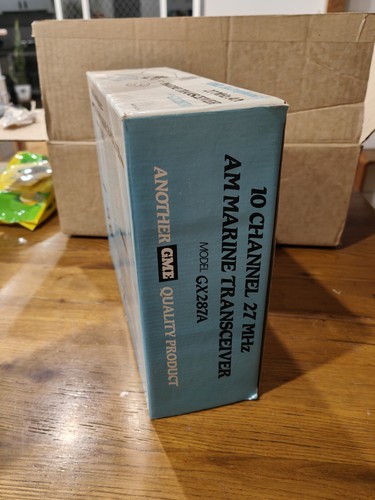 10 CHANNEL 27 MHz
AM MARINE TRANSCEIVER
MODEL GX287A
ANOTHER GME QUALITY PRODUCT